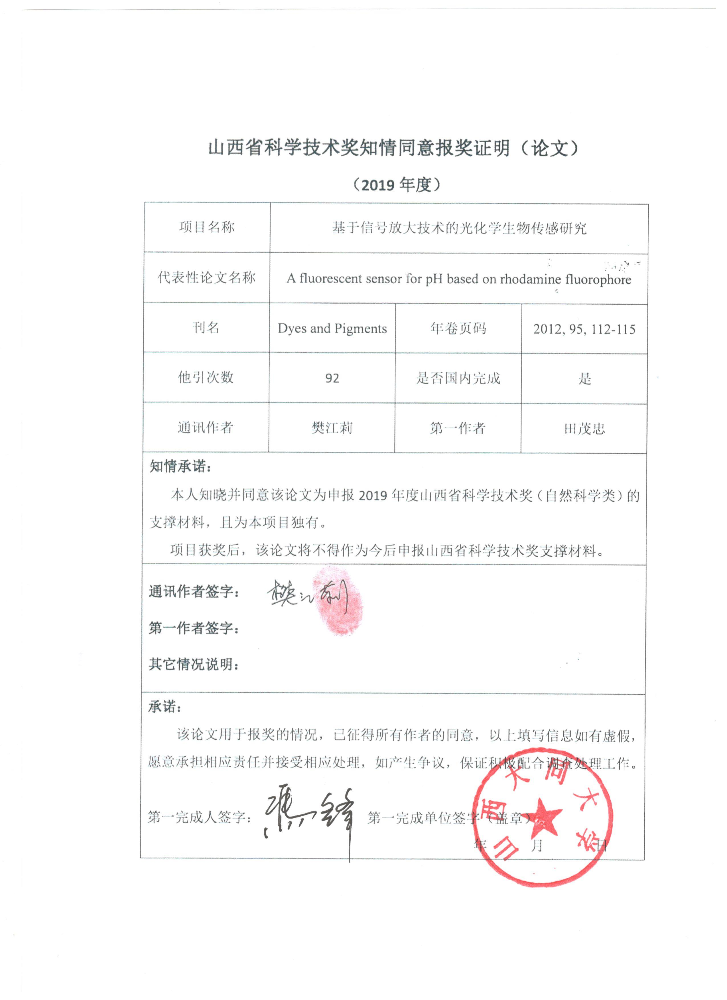 山西省科学技术奖知情同意报奖证明（论文）
（2019 年度）
项目名称 基于信号放大技术的光化学生物传感研究
代表性论文名称 A fluorescent sensor for pH based on rhodamine fluorophore
刊名 Dyes and Pigments 年卷页码 2012, 95, 112-115
他引次数 92 是否国内完成 是
通讯作者 樊江莉 第一作者 田茂忠
知情承诺：
本人知晓并同意该论文为申报 2019 年度山西省科学技术奖（自然科学类）的
支撑材料，且为本项目独有。
项目获奖后，该论文将不得作为今后申报山西省科学技术奖支撑材料。
通讯作者签字： 樊江莉
第一作者签字：
其它情况说明：
承诺：
该论文用于报奖的情况，已征得所有作者的同意，以上填写信息如有虚假，
愿意承担相应责任并接受相应处理，如产生争议，保证积极配合调查处理工作。
第一完成人签字： 冯锋 第一完成单位签字（盖章）
年 月 日
山西大同大学